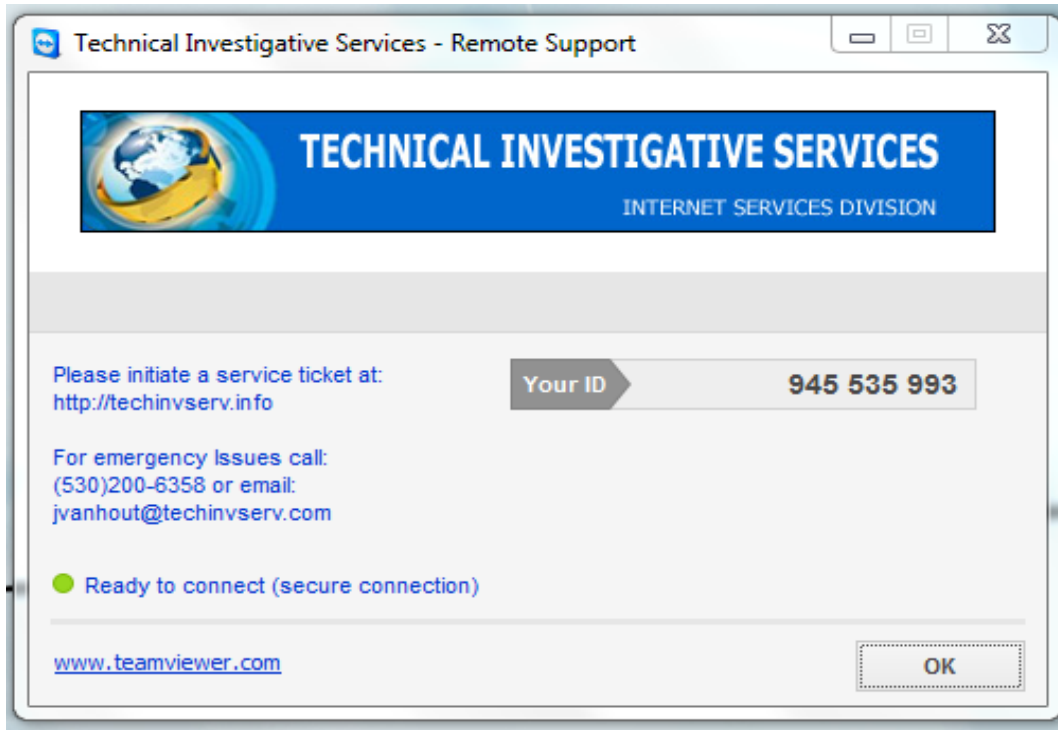 Technical Investigative Services - Remote Support
TECHNICAL INVESTIGATIVE SERVICES
INTERNET SERVICES DIVISION
Please initiate a service ticket at:
http://techinvserv.info
Your ID
945 535 993
For emergency Issues call:
(530)200-6358 or email:
jvanhout@techinvserv.com
Ready to connect (secure connection)
www.teamviewer.com
OK